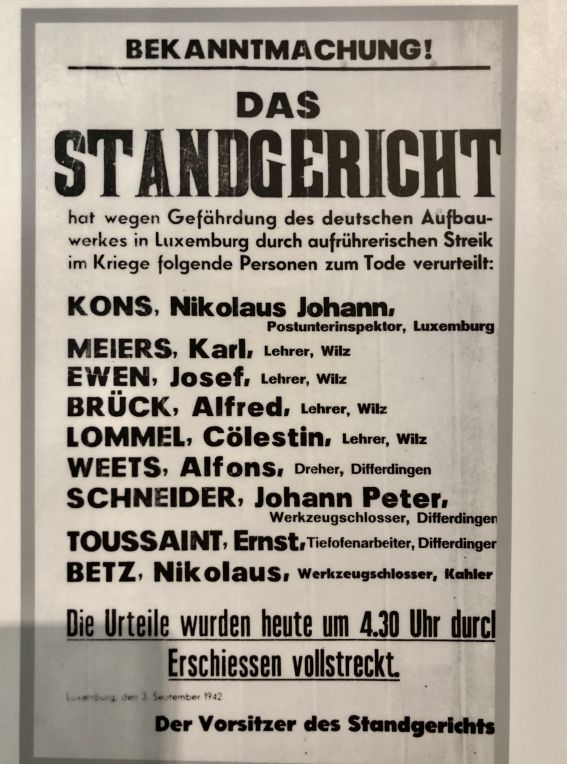 BEKANNTMACHUNG!
DAS
STANDGERICHT
hat wegen Gefährdung des deutschen Aufbau-
werkes in Luxemburg durch aufrührerischen Streik
im Kriege folgende Personen zum Tode verurteilt:
KONS, Nikolaus Johann,
Postunterinspektor, Luxemburg
MEIERS, Karl, Lehrer, Wilz
EWEN, Josef, Lehrer, Wilz
BRÜCK, Alfred, Lehrer, Wilz
LOMMEL, Cölestin, Lehrer, Wilz
WEETS, Alfons, Dreher, Differdingen
SCHNEIDER, Johann Peter,
Werkzeugschlosser, Differdingen
TOUSSAINT, Ernst, Tiefofenarbeiter, Differdinger
BETZ, Nikolaus, Werkzeugschlosser, Kahler
Die Urteile wurden heute um 4.30 Uhr durcl
Erschiessen vollstreckt.
Luxemburg, den 3. September 1942
Der Vorsitzer des Standgerichts